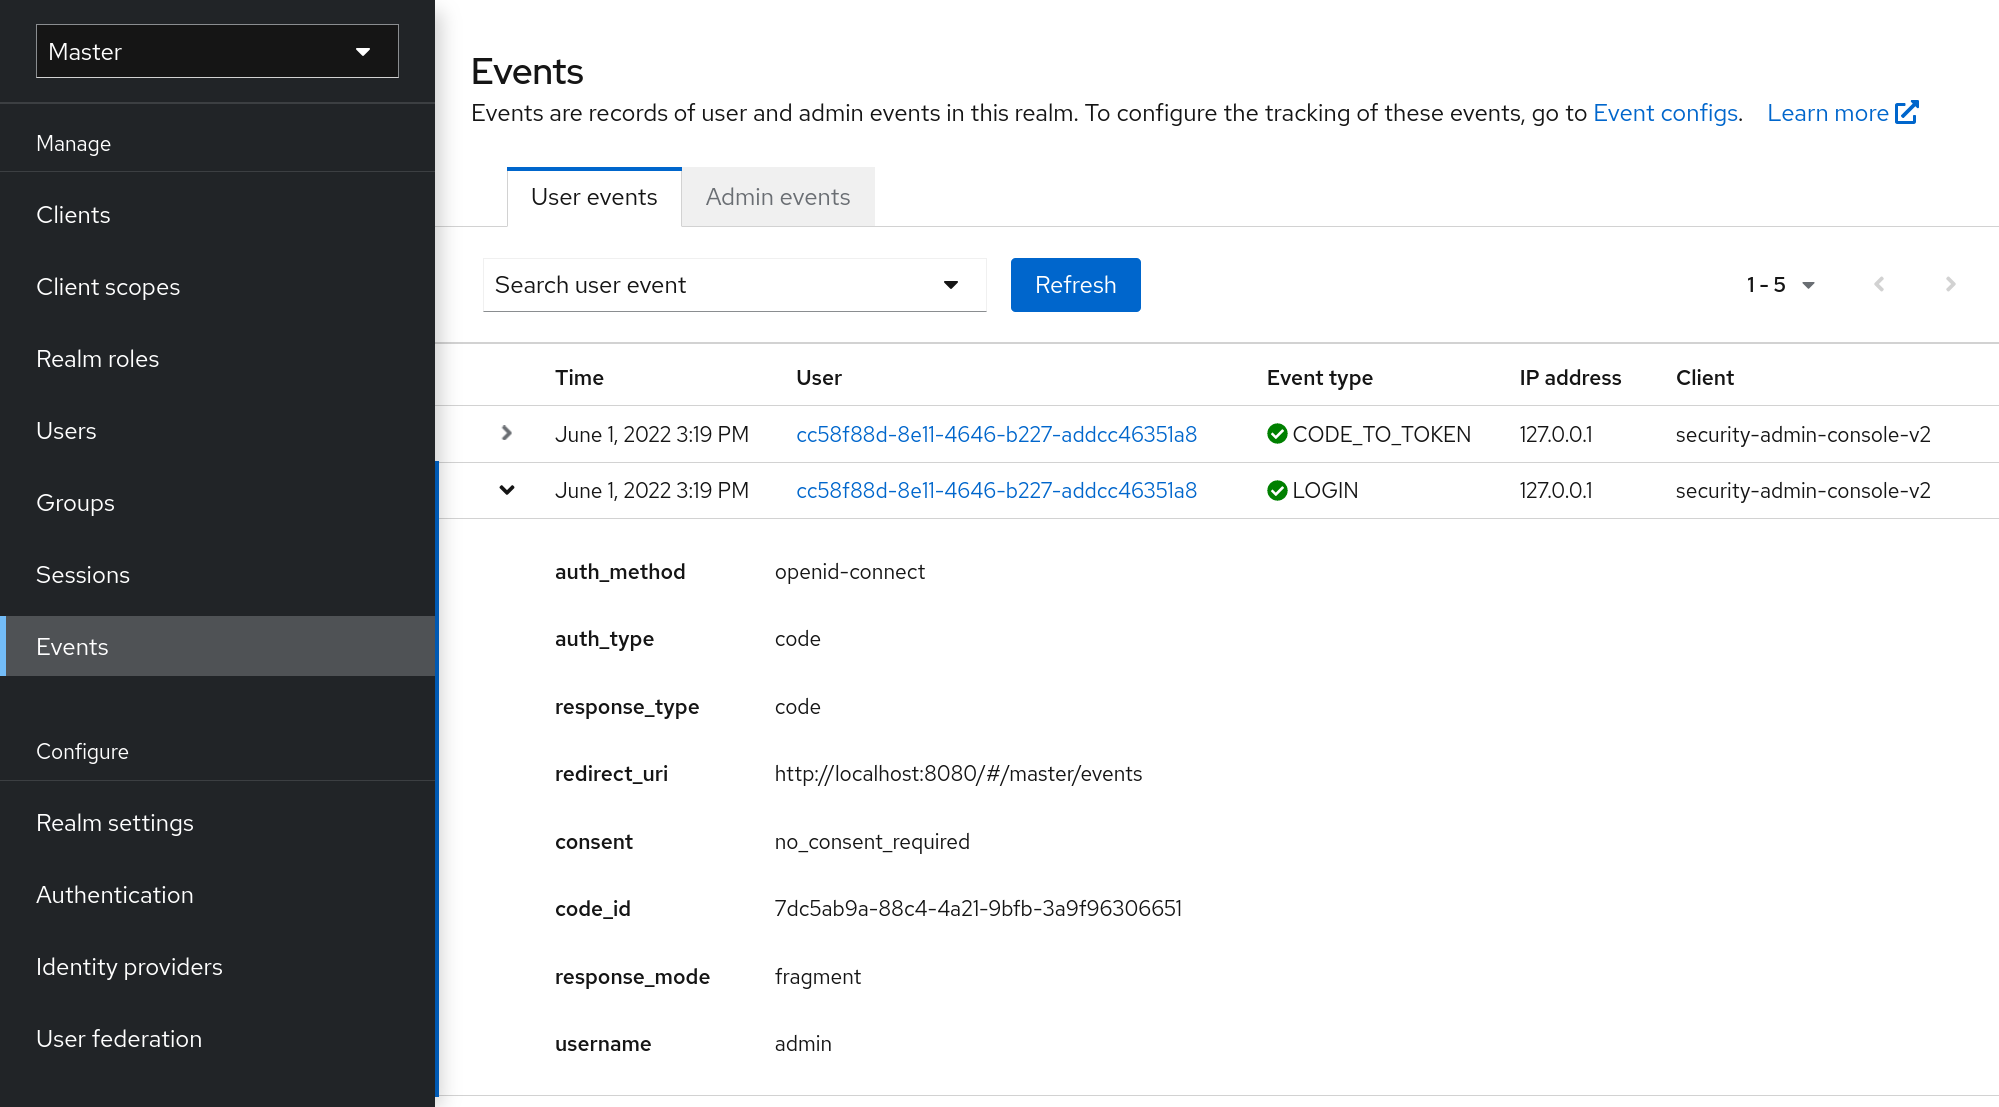 Master
Manage
Clients
Client scopes
Realm roles
Users
Groups
Sessions
Events
Configure
Realm settings
Authentication
Identity providers
User federation
Events
Events are records of user and admin events in this realm. To configure the tracking of these events, go to Event configs. Learn more
User events Admin events
Search user event Refresh 1 - 5
Time User Event type IP address Client
June 1, 2022 3:19 PM cc58f88d-8e11-4646-b227-addcc46351a8 CODE_TO_TOKEN 127.0.0.1 security-admin-console-v2
June 1, 2022 3:19 PM cc58f88d-8e11-4646-b227-addcc46351a8 LOGIN 127.0.0.1 security-admin-console-v2
auth_method openid-connect
auth_type code
response_type code
redirect_uri http://localhost:8080/#/master/events
consent no_consent_required
code_id 7dc5ab9a-88c4-4a21-9bfb-3a9f96306651
response_mode fragment
username admin